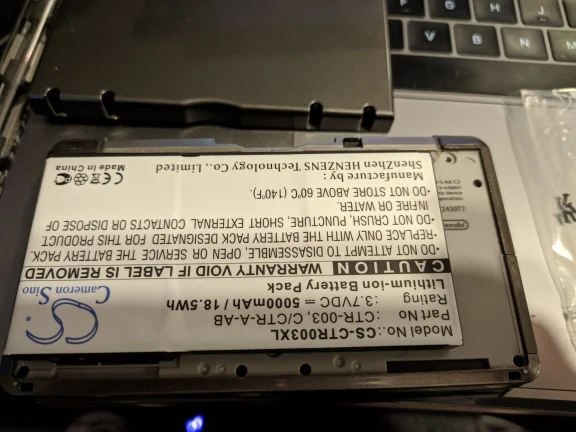 Model No.: CS-CTR003XL
Part No : CTR-003, C/CTR-A-AB
Rating : 3.7VDC ⎓ 5000mAh / 18.5Wh
Lithium-Ion Battery Pack
Cameron Sino
CAUTION WARRANTY VOID IF LABEL IS REMOVED
•DO NOT ATTEMPT TO DISASSEMBLE, OPEN OR SERVICE BATTERY PACK.
•REPLACE WITH ONLY THE BATTERY PACK DESIGNATED FOR THIS PRODUCT.
•DO NOT CRUSH, PUNCTURE, SHORT EXTERNAL CONTACTS OR DISPOSE OF
IN FIRE OR WATER.
•DO NOT STORE ABOVE 60°C (140°F).
Manufacture by :
ShenZhen HENZENS Technology Co., Limited
CE
Made in China
V
B
N
M
H
J